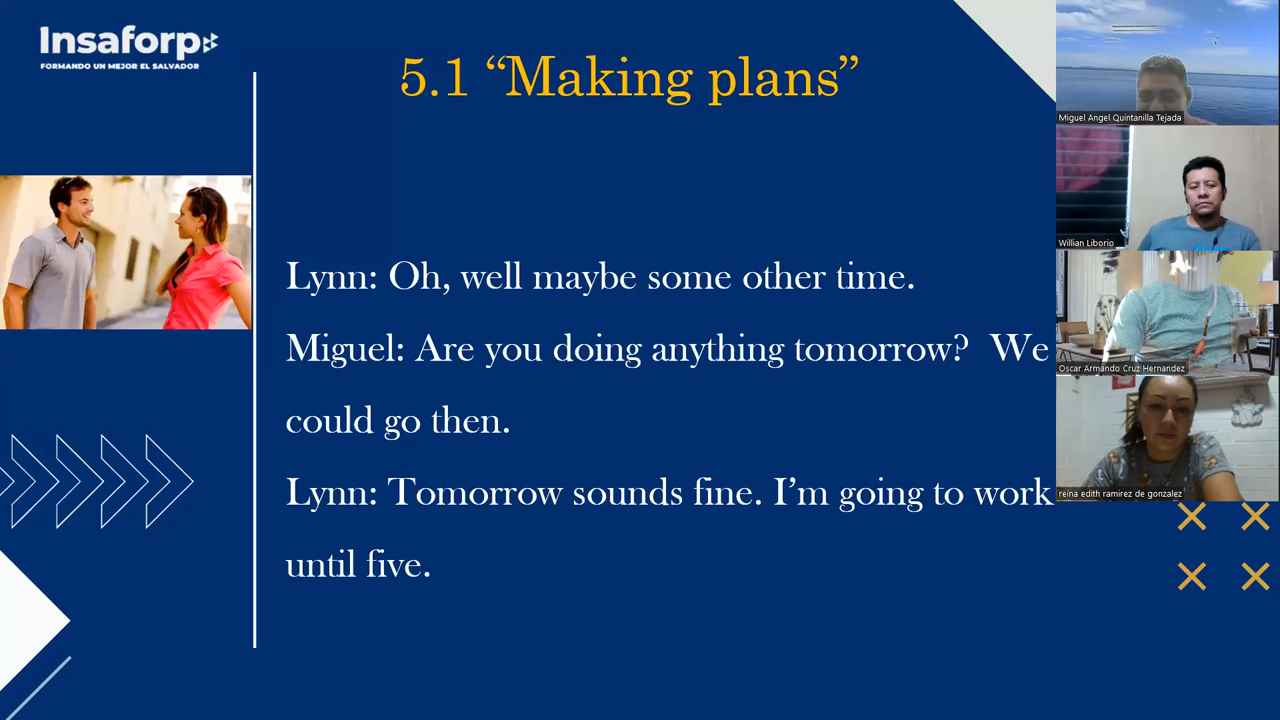 Insaforp
FORMANDO UN MEJOR EL SALVADOR
5.1 “Making plans”
Lynn: Oh, well maybe some other time.
Miguel: Are you doing anything tomorrow?  We
could go then.
Lynn: Tomorrow sounds fine. I’m going to work
until five.
Miguel Angel Quintanilla Tejada
Willian Liborio
Oscar Armando Cruz Hernandez
reina edith ramirez de gonzalez